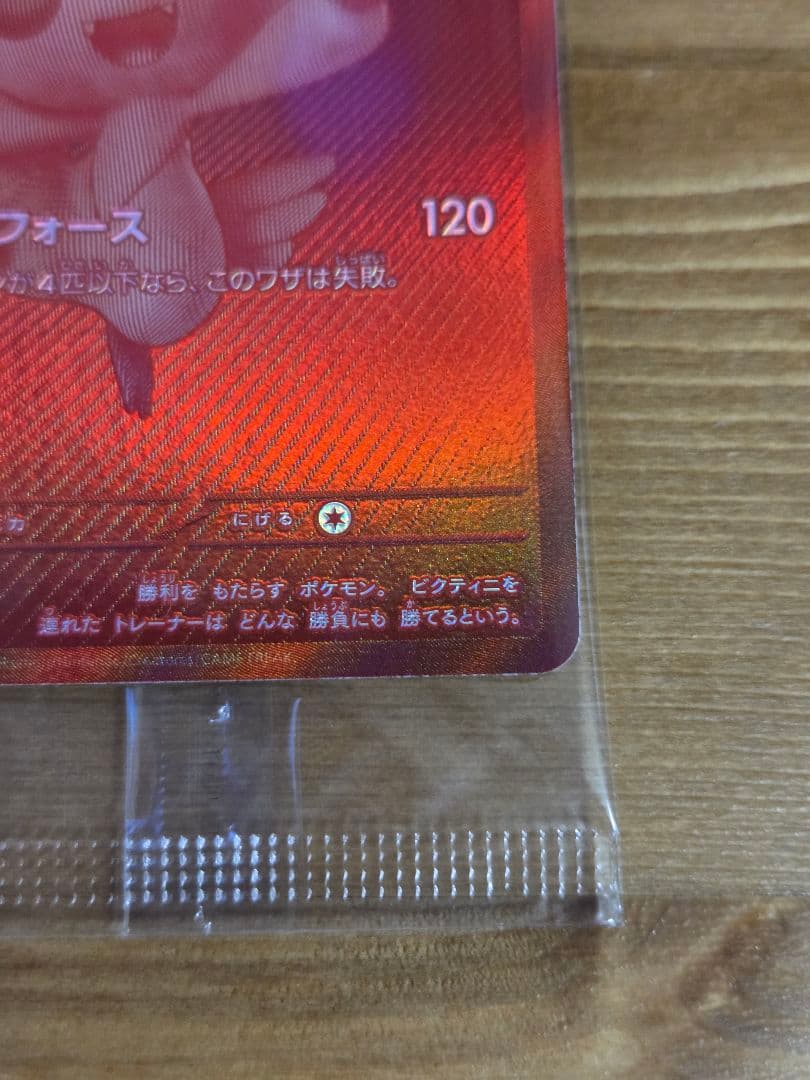 フォース 120
が4匹以下なら、このワザは失敗。
にげる
勝利を もたらす ポケモン。 ビクティニを
連れた トレーナーは どんな 勝負にも 勝てるという。
/GAME FREAK